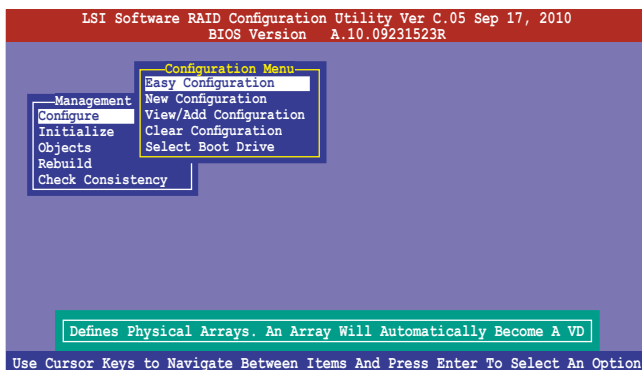 LSI Software RAID Configuration Utility Ver C.05 Sep 17, 2010
BIOS Version A.10.09231523R
Configuration Menu
Easy Configuration
New Configuration
View/Add Configuration
Clear Configuration
Select Boot Drive
Management
Configure
Initialize
Objects
Rebuild
Check Consistency
Defines Physical Arrays. An Array Will Automatically Become A VD
Use Cursor Keys to Navigate Between Items And Press Enter To Select An Option